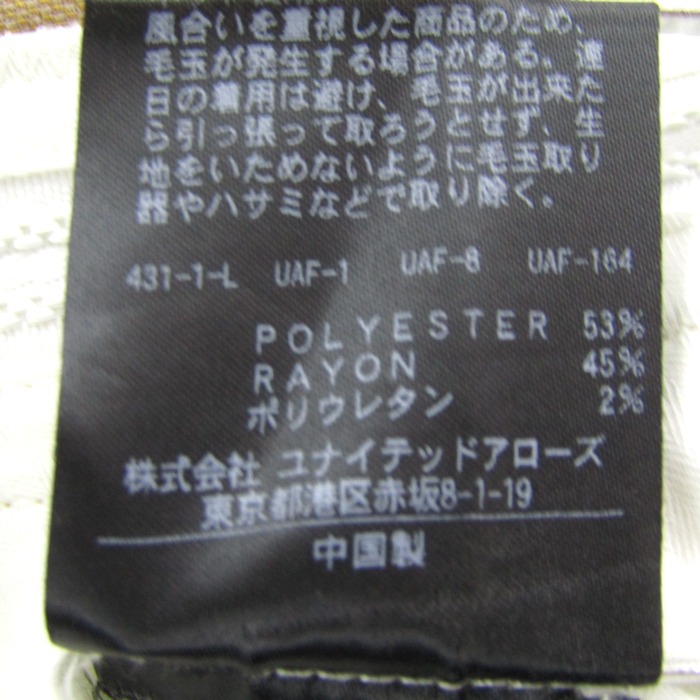 風合いを重視した商品のため、
毛玉が発生する場合がある。連
日の着用は避け、毛玉が出来た
ら引っ張って取ろうとせず、生
地をいためないように毛玉取り
器やハサミなどで取り除く。
431-1-L UAF-1 UAF-8 UAF-164
POLYESTER 53%
RAYON 45%
ポリウレタン 2%
株式会社 ユナイテッドアローズ
東京都港区赤坂8-1-19
中国製